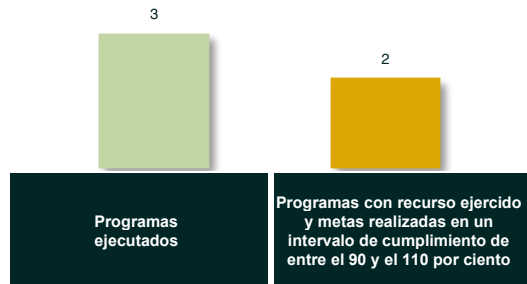 3
2
Programas
ejecutados
Programas con recurso ejercido
y metas realizadas en un
intervalo de cumplimiento de
entre el 90 y el 110 por ciento